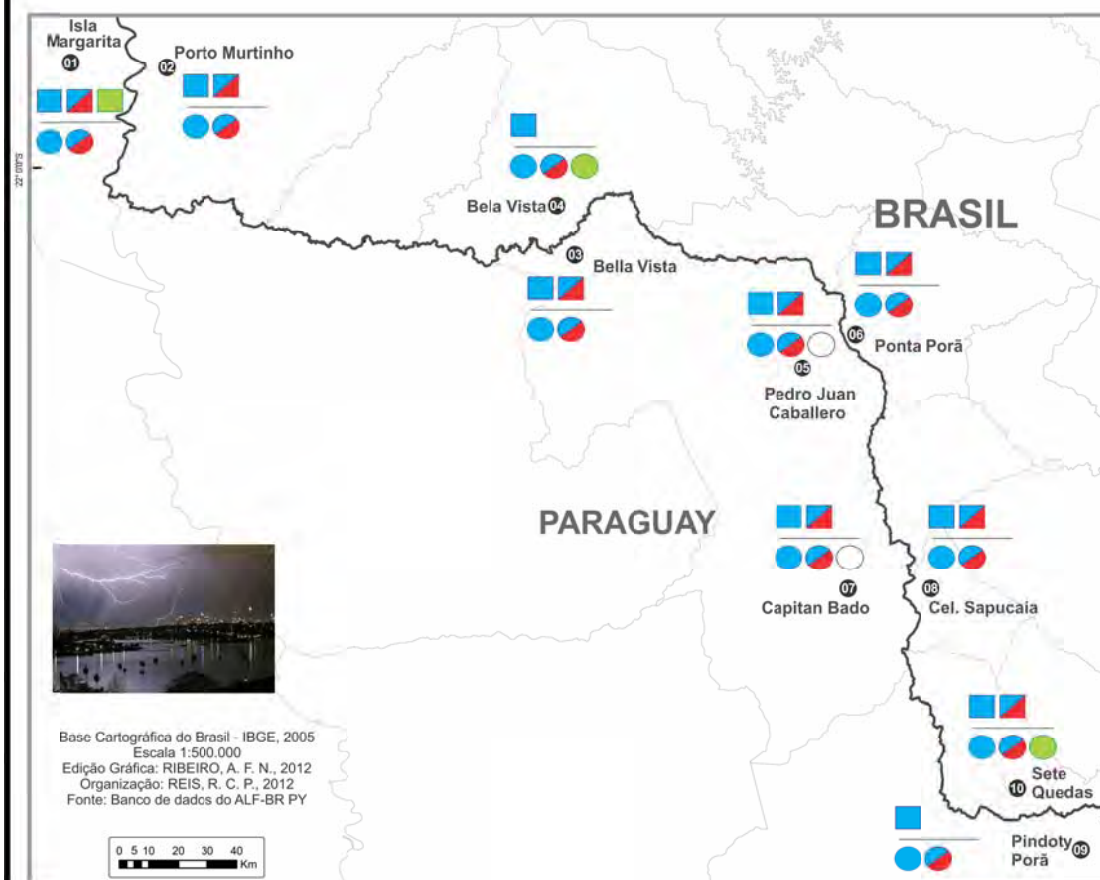 Isla
Margarita
01
02
Porto Murtinho
Bela Vista 04
BRASIL
03
Bella Vista
06
Ponta Porã
05
Pedro Juan
Caballero
PARAGUAY
07
Capitan Bado
08
Cel. Sapucaia
Base Cartográfica do Brasil - IBGE, 2005
Escala 1:500.000
Edição Gráfica: RIBEIRO, A. F. N., 2012
Organização: REIS, R. C. P., 2012
Fonte: Banco de dados do ALF-BR PY
10
Sete
Quedas
0 5 10 20 30 40
Km
Pindoty
Porã
09